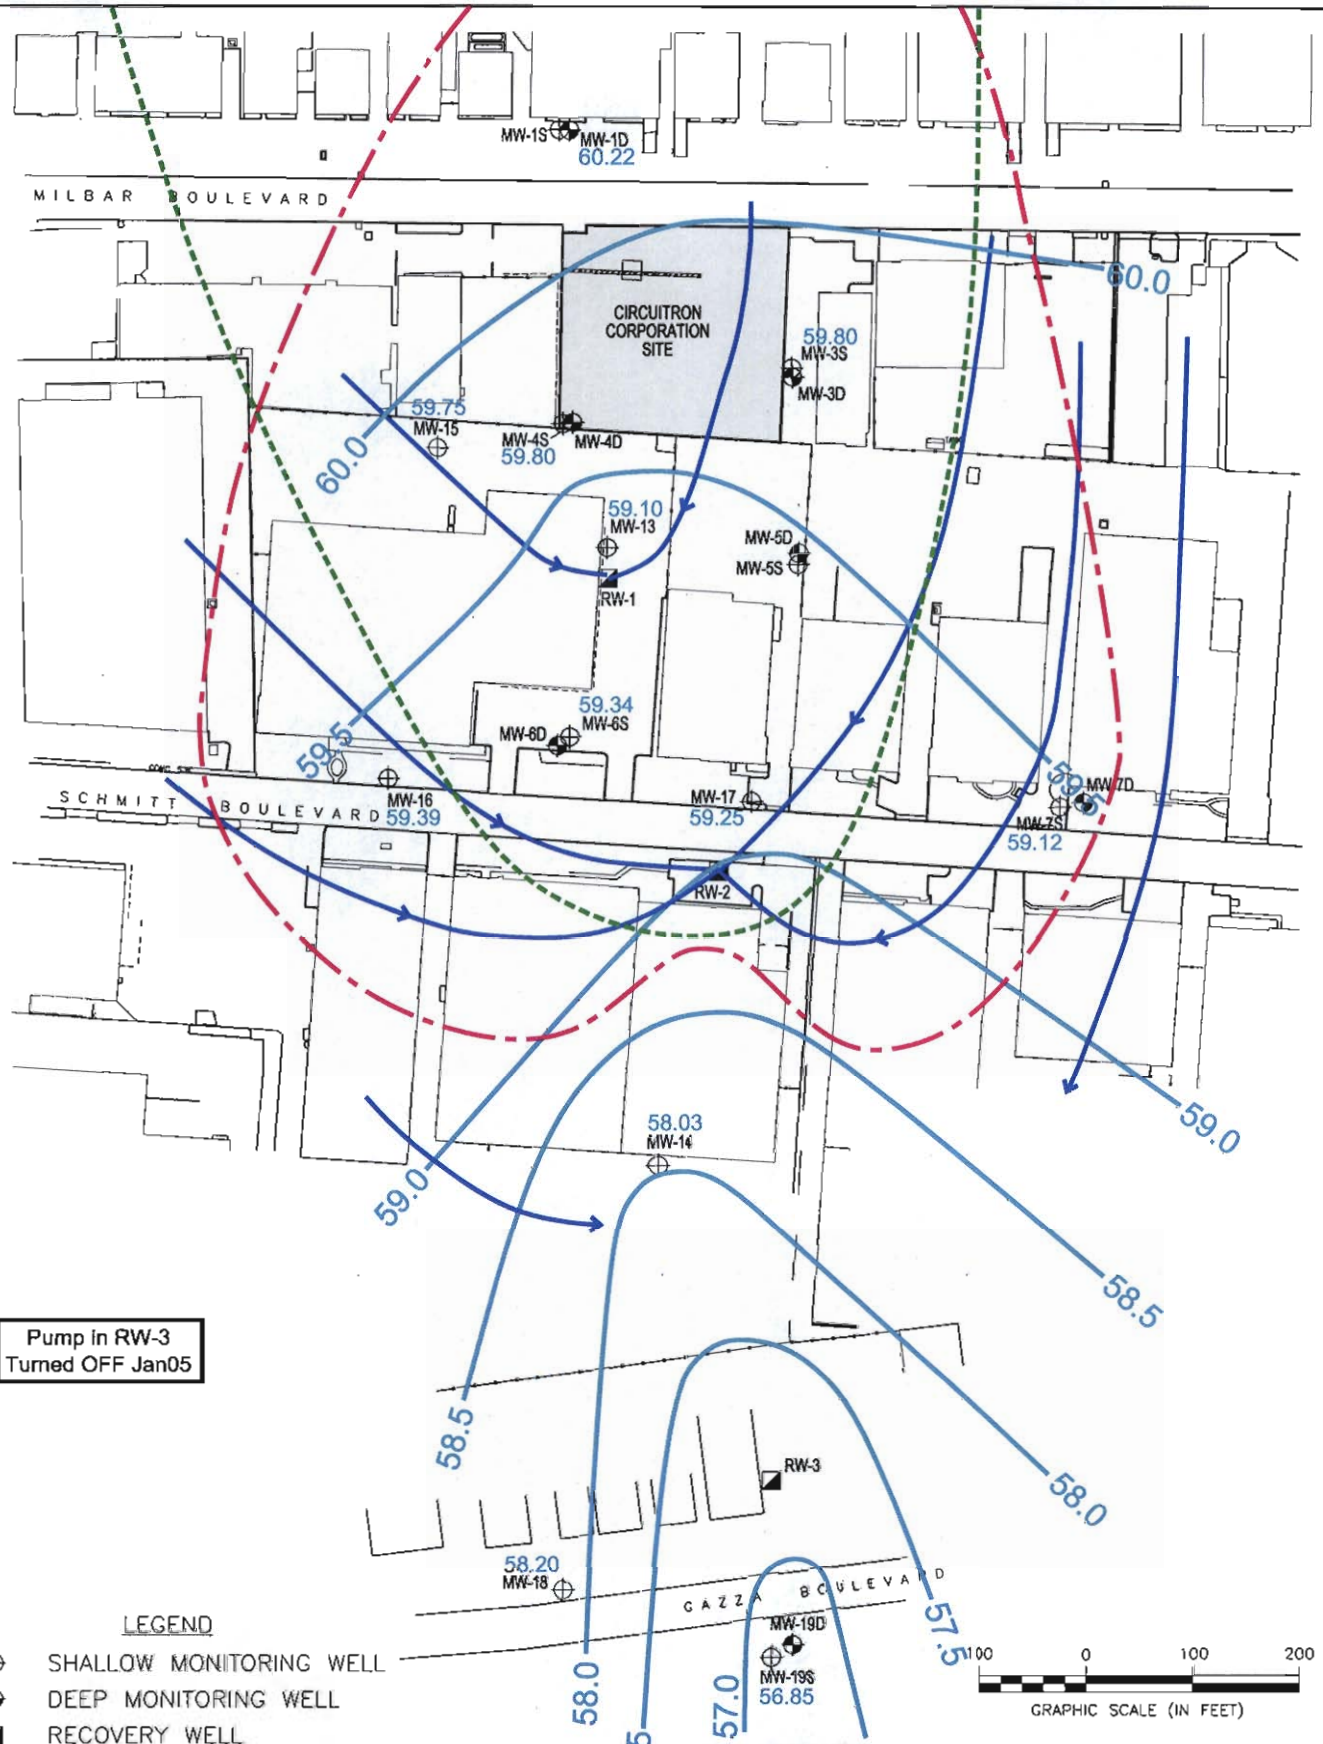 MW-1S
MW-1D
60.22
MILBAR BOULEVARD
60.0
CIRCUITRON
CORPORATION
SITE
59.80
MW-3S
MW-3D
59.75
MW-15
MW-4S
MW-4D
59.80
60.0
59.10
MW-13
MW-5D
MW-5S
RW-1
59.34
MW-6S
MW-6D
59.5
59.5
MW-7D
MW-7S
59.12
SCHMITT BOULEVARD
MW-16
59.39
MW-17
59.25
RW-2
58.03
MW-14
59.0
59.0
58.5
Pump in RW-3
Turned OFF Jan05
58.5
RW-3
58.0
58.20
MW-18
GAZZA BOULEVARD
57.5
MW-19D
MW-19S
56.85
58.0
57.0
5
LEGEND
SHALLOW MONITORING WELL
DEEP MONITORING WELL
RECOVERY WELL
100 0 100 200
GRAPHIC SCALE (IN FEET)